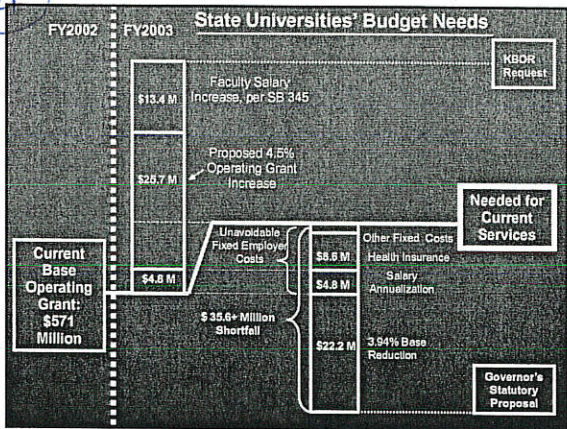 State Universities' Budget Needs
FY2002
FY2003
KBOR
Request
$13.4 M
Faculty Salary
Increase, per SB 345
$25.7 M
Proposed 4.5%
Operating Grant
Increase
Needed for
Current
Services
Unavoidable
Fixed Employer
Costs
Other Fixed Costs
$8.6 M
Health Insurance
$4.8 M
$4.8 M
Salary
Annualization
Current
Base
Operating
Grant:
$571
Million
$ 35.6+ Million
Shortfall
$22.2 M
3.94% Base
Reduction
Governor's
Statutory
Proposal